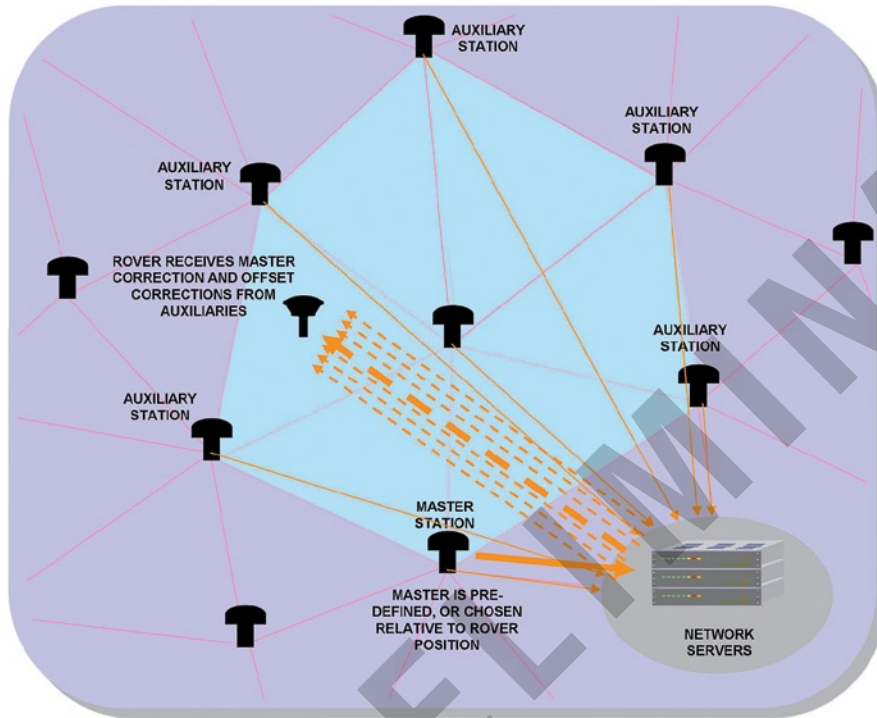 AUXILIARY
STATION
AUXILIARY
STATION
AUXILIARY
STATION
ROVER RECEIVES MASTER
CORRECTION AND OFFSET
CORRECTIONS FROM
AUXILIARIES
AUXILIARY
STATION
AUXILIARY
STATION
MASTER
STATION
MASTER IS PRE-
DEFINED, OR CHOSEN
RELATIVE TO ROVER
POSITION
NETWORK
SERVERS
ELIMINA